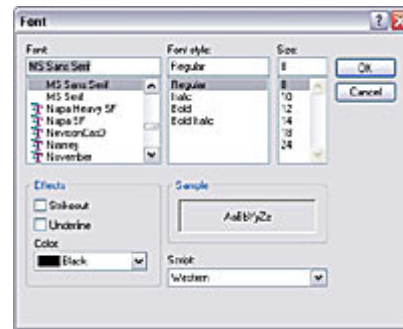 Font
Font: Font style: Size:
MS Sans Serif Regular 8 OK
MS Sans Serif Regular 8 Cancel
MS Serif Italic 10
Napa Heavy SF Bold 12
Napa SF Bold Italic 14
18
Niamey 24
November
Effects Sample
Strikeout AaBbYyZz
Underline
Color:
Black Script:
Western